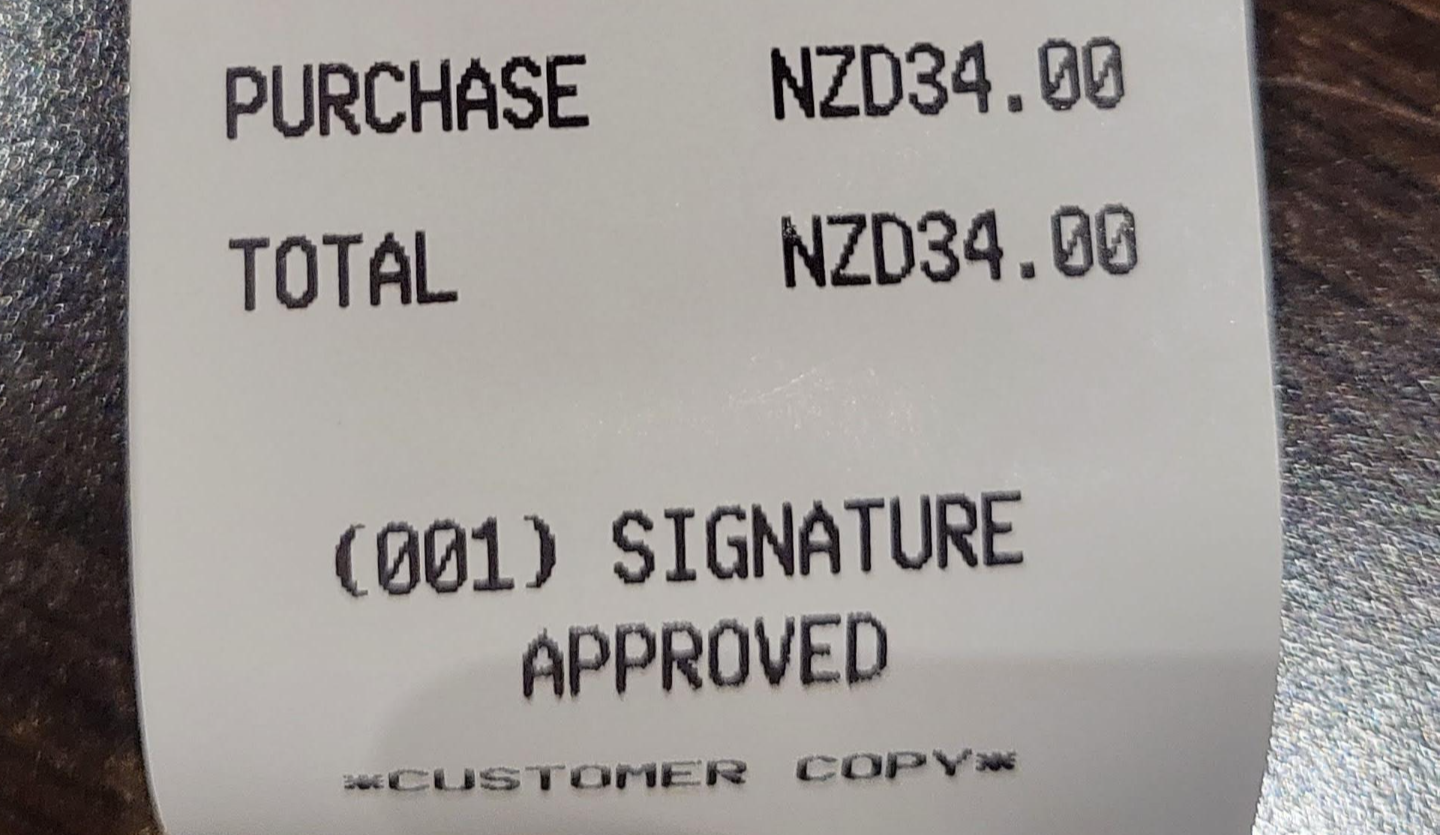 PURCHASE NZD34.00
TOTAL NZD34.00
(001) SIGNATURE
APPROVED
*CUSTOMER COPY*